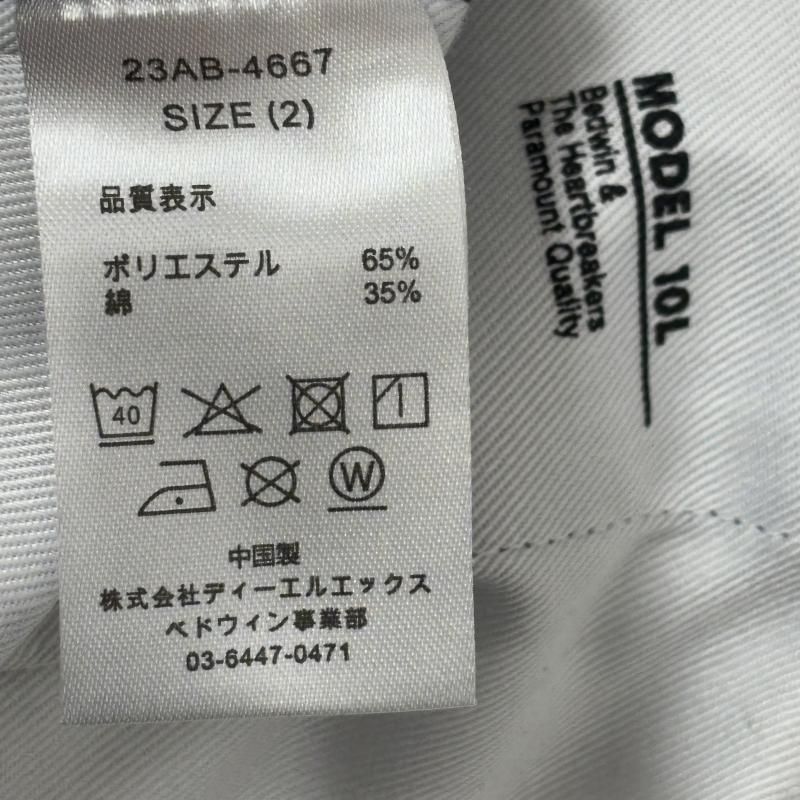 23AB-4667
SIZE (2)
品質表示
ポリエステル 65%
綿 35%
40
W
中国製
株式会社ディーエルエックス
ベドウィン事業部
03-6447-0471
MODEL 10L
Bedwin &
The Heartbreakers
Paramount Quality